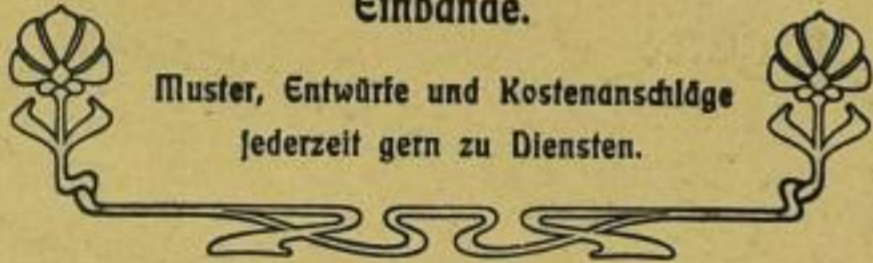 Einbände.
Muster, Entwürfe und Kostenanschläge
jederzeit gern zu Diensten.